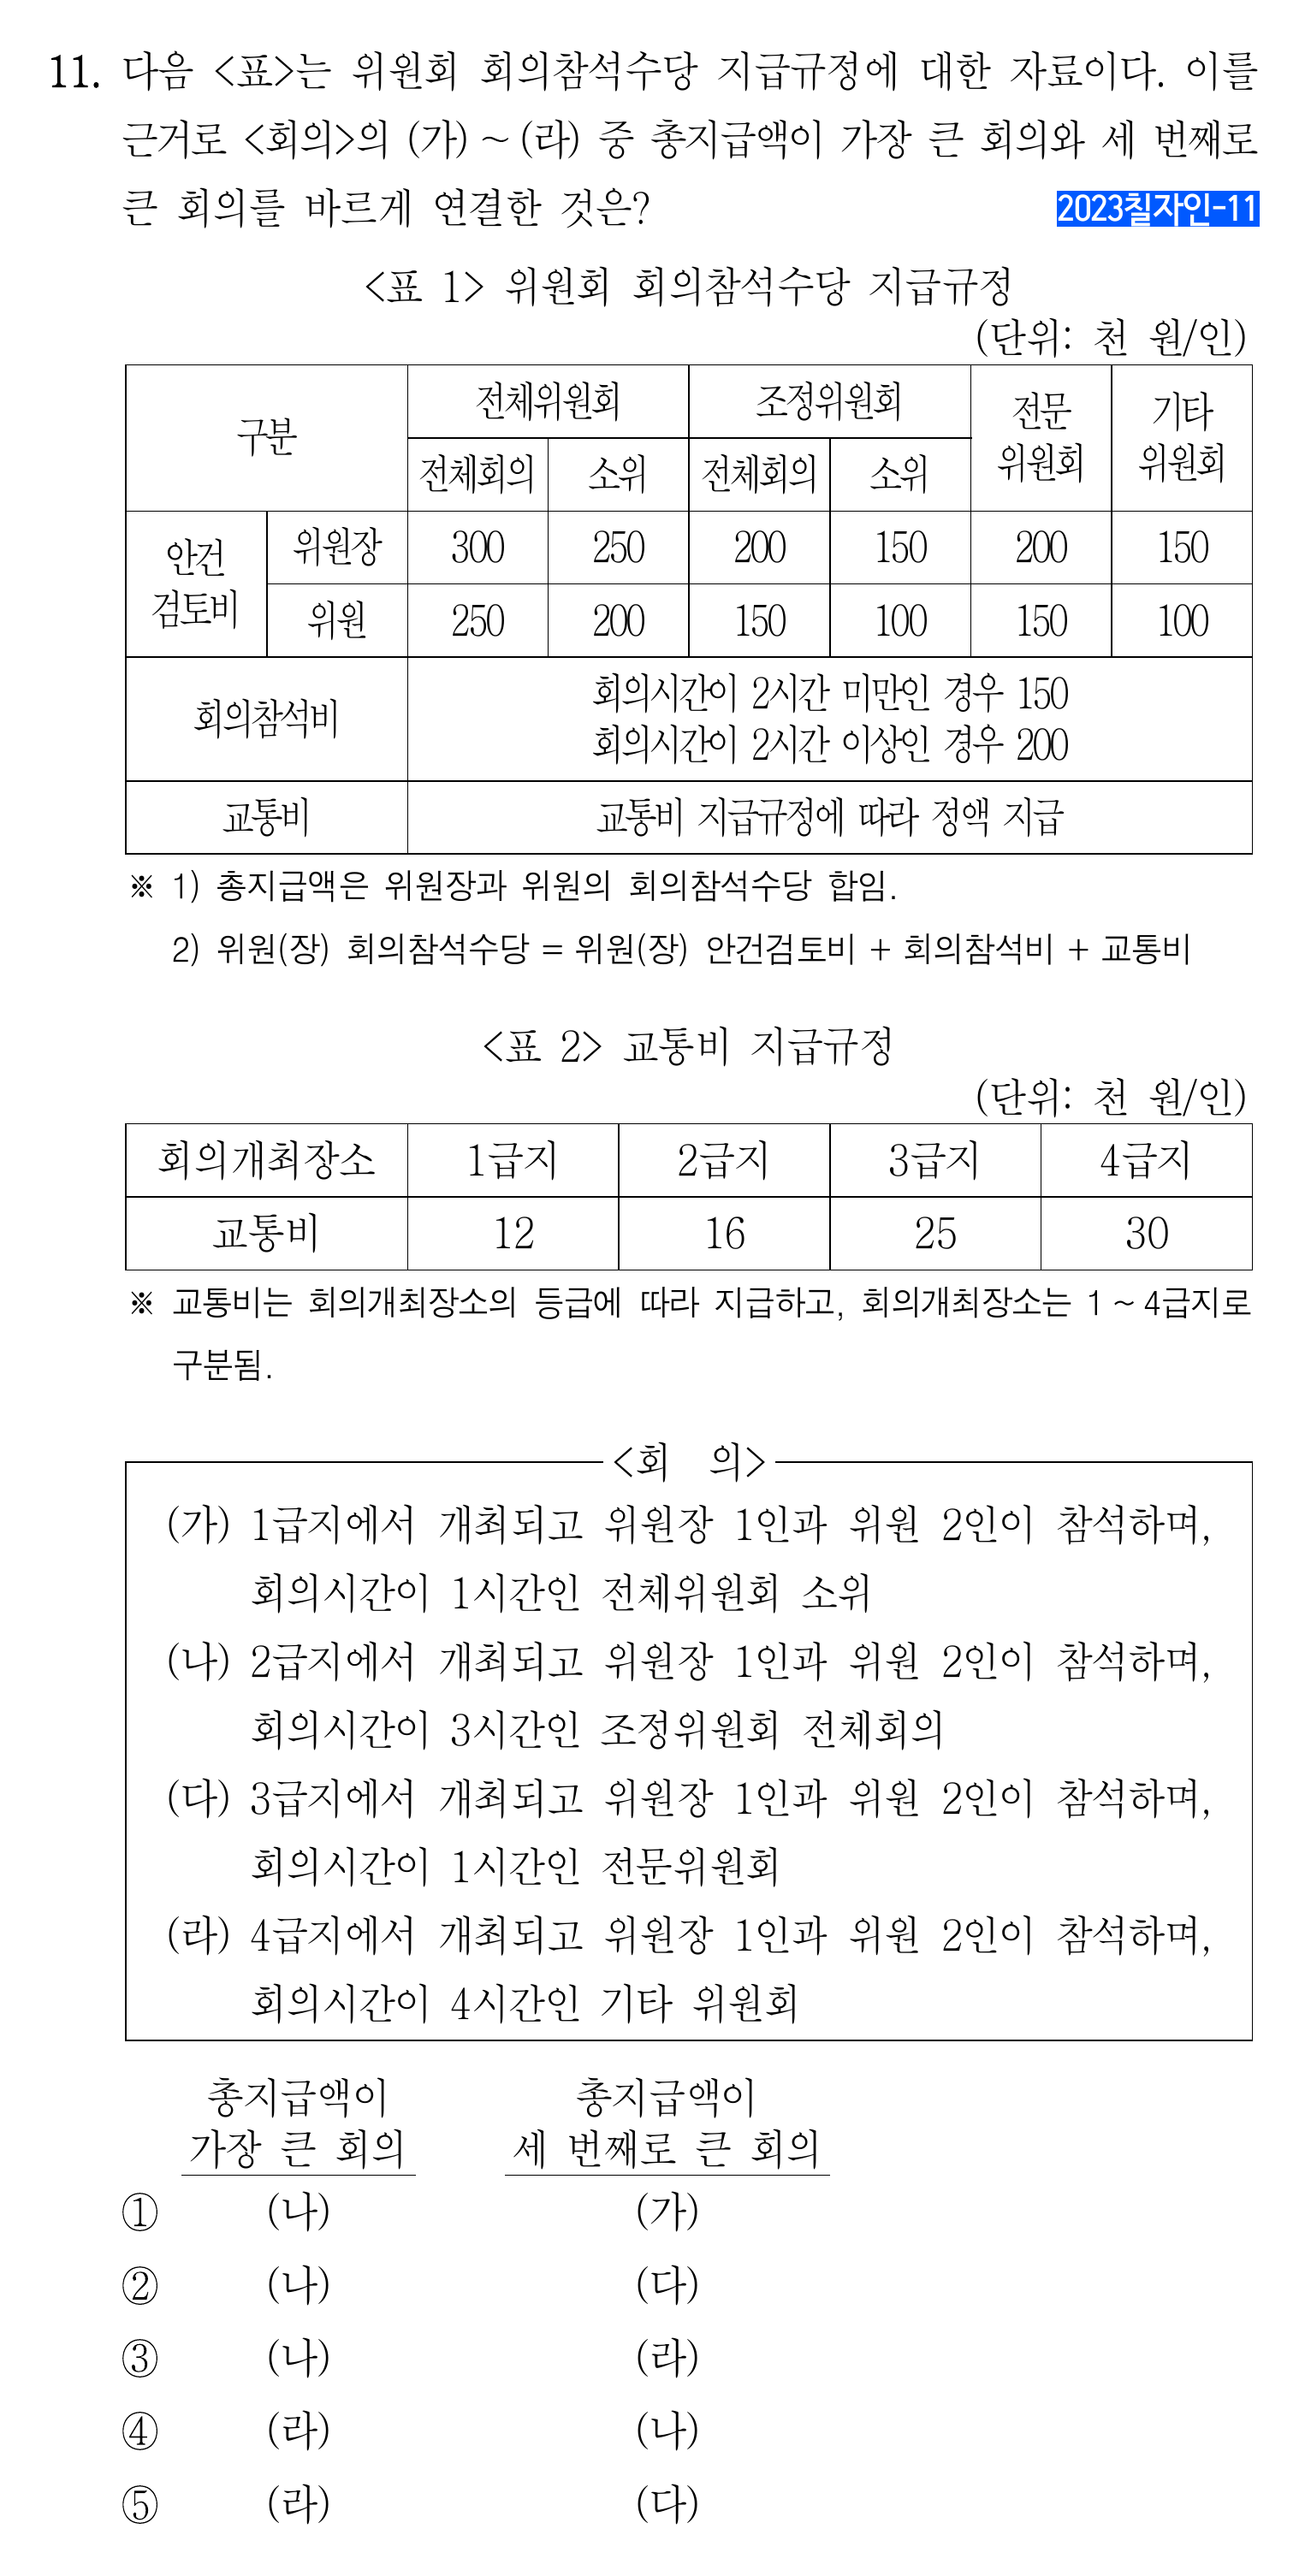 11. 다음 <표>는 위원회 회의참석수당 지급규정에 대한 자료이다. 이를
근거로 <회의>의 (가) ~ (라) 중 총지급액이 가장 큰 회의와 세 번째로
큰 회의를 바르게 연결한 것은?
2023칠자인-11
<표 1> 위원회 회의참석수당 지급규정
(단위: 천 원/인)
구분 전체위원회 조정위원회 전문 위원회 기타 위원회
전체회의 소위 전체회의 소위
안건 검토비 위원장 300 250 200 150 200 150
위원 250 200 150 100 150 100
회의참석비 회의시간이 2시간 미만인 경우 150
회의시간이 2시간 이상인 경우 200
교통비 교통비 지급규정에 따라 정액 지급
※ 1) 총지급액은 위원장과 위원의 회의참석수당 합임.
2) 위원(장) 회의참석수당 = 위원(장) 안건검토비 + 회의참석비 + 교통비
<표 2> 교통비 지급규정
(단위: 천 원/인)
회의개최장소 1급지 2급지 3급지 4급지
교통비 12 16 25 30
※ 교통비는 회의개최장소의 등급에 따라 지급하고, 회의개최장소는 1 ~ 4급지로
구분됨.
<회 의>
(가) 1급지에서 개최되고 위원장 1인과 위원 2인이 참석하며,
회의시간이 1시간인 전체위원회 소위
(나) 2급지에서 개최되고 위원장 1인과 위원 2인이 참석하며,
회의시간이 3시간인 조정위원회 전체회의
(다) 3급지에서 개최되고 위원장 1인과 위원 2인이 참석하며,
회의시간이 1시간인 전문위원회
(라) 4급지에서 개최되고 위원장 1인과 위원 2인이 참석하며,
회의시간이 4시간인 기타 위원회
총지급액이 총지급액이
가장 큰 회의 세 번째로 큰 회의
① (나) (가)
② (나) (다)
③ (나) (라)
④ (라) (나)
⑤ (라) (다)